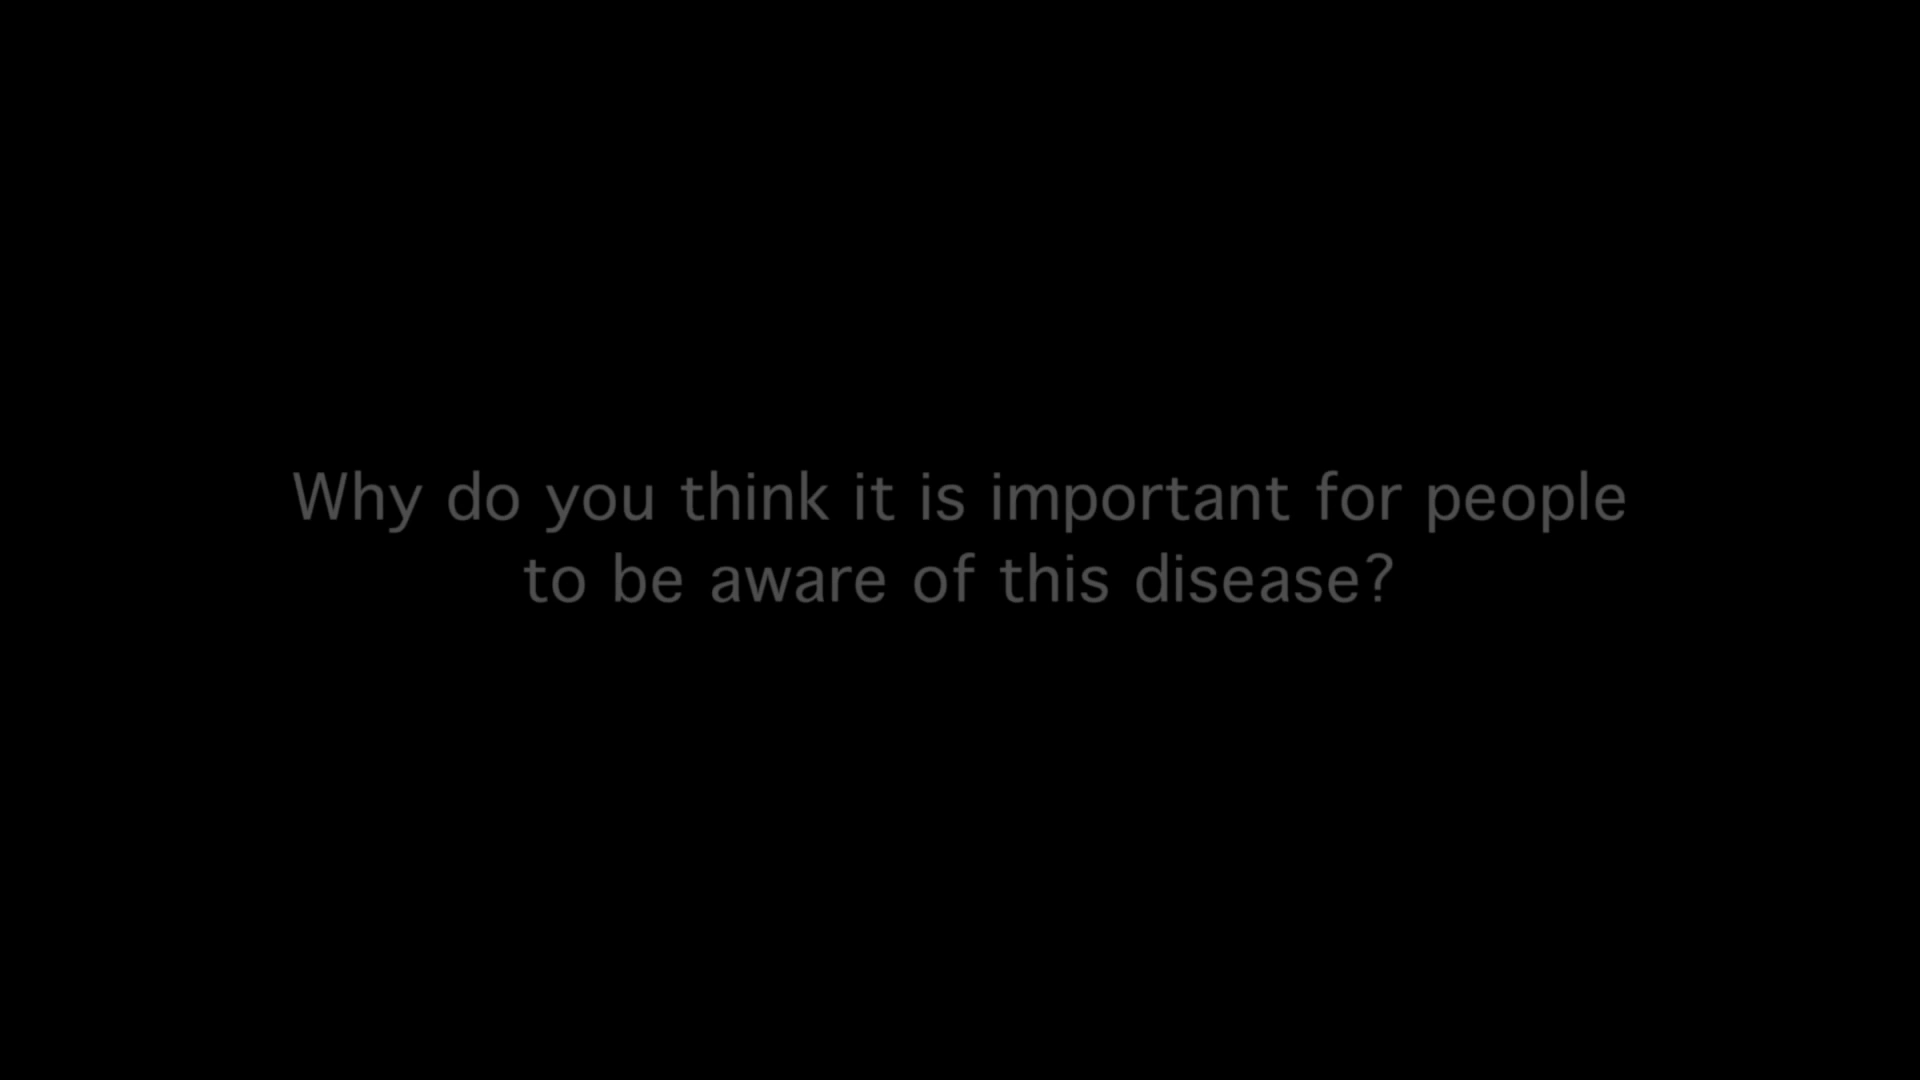 Why do you think it is important for people
to be aware of this disease?